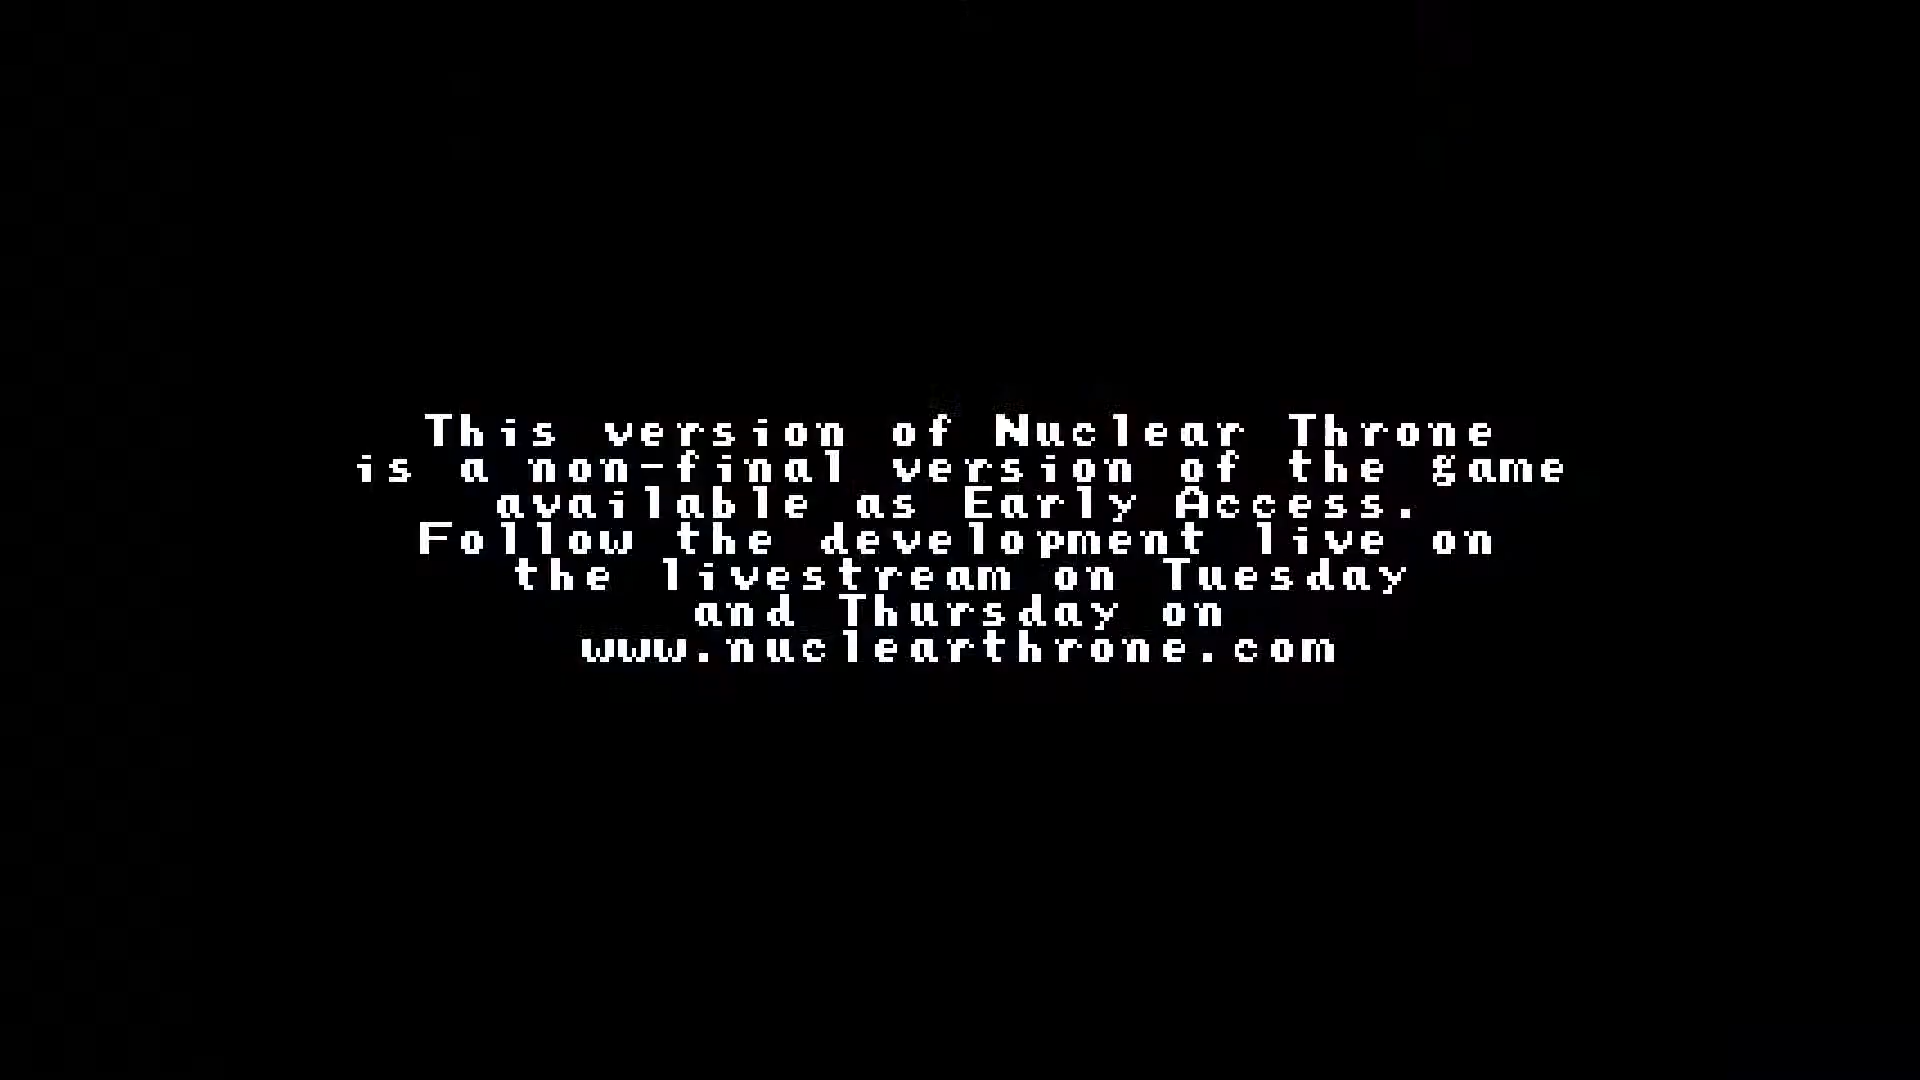 This version of Nuclear Throne
is a non-final version of the game
available as Early Access.
Follow the development live on
the livestream on Tuesday
and Thursday on
www.nuclearthrone.com